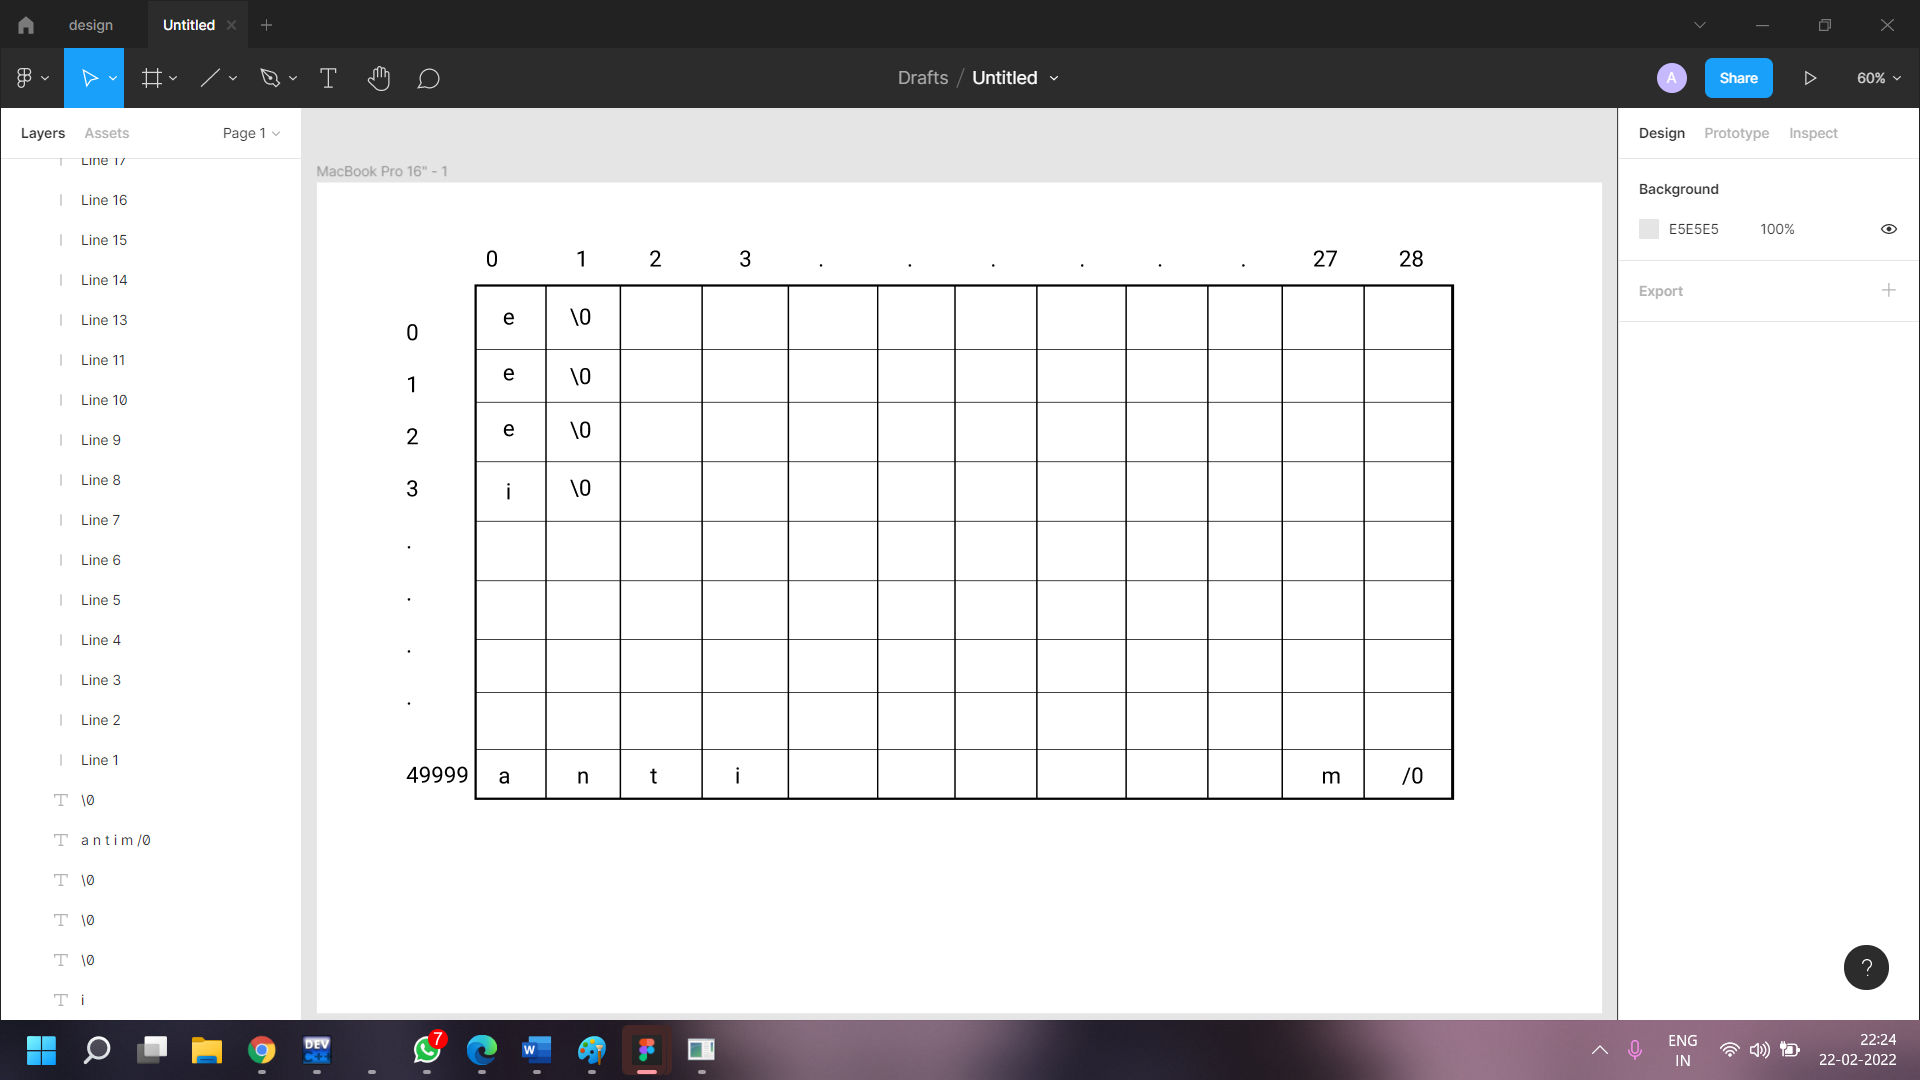 design
Untitled
Drafts / Untitled
A
Share
60%
Layers
Assets
Page 1
Line 17
Line 16
Line 15
Line 14
Line 13
Line 11
Line 10
Line 9
Line 8
Line 7
Line 6
Line 5
Line 4
Line 3
Line 2
Line 1
\0
a n t i m /0
\0
\0
\0
i
MacBook Pro 16" - 1
0 1 2 3 . . . . . . 27 28
0 e \0
1 e \0
2 e \0
3 i \0
.
.
.
.
49999 a n t i m /0
Design
Prototype
Inspect
Background
E5E5E5 100%
Export
?
DEV
C++
7
W
ENG
IN
22:24
22-02-2022